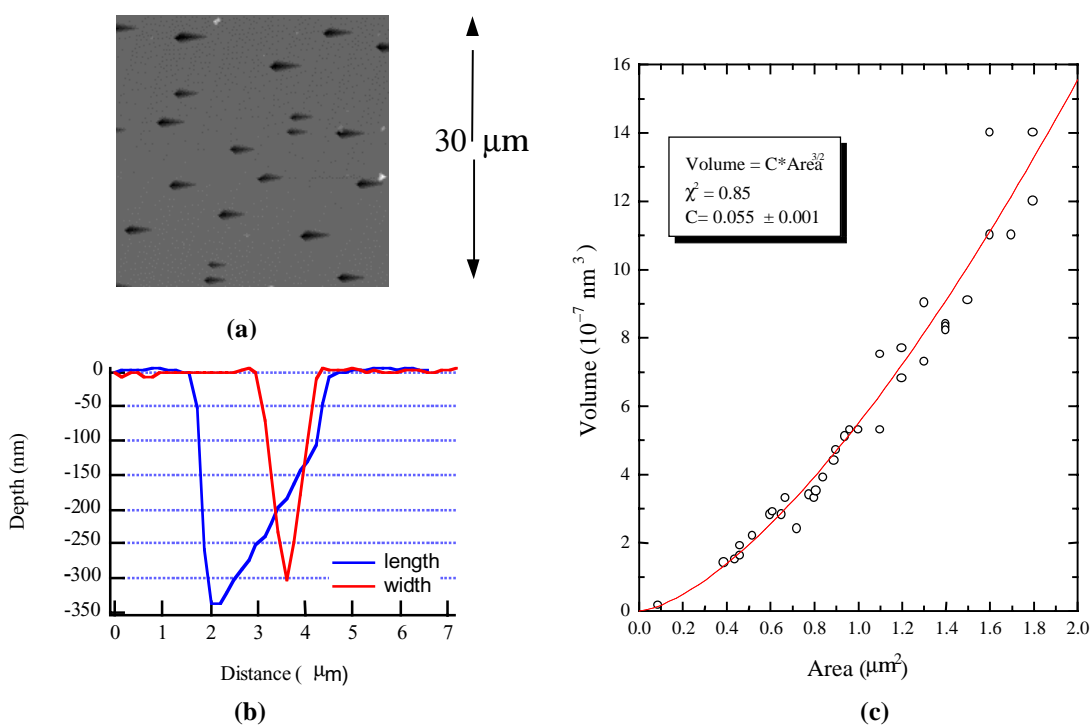 30 µm
(a)
0
-50
-100
-150
-200
-250
-300
-350
Depth (nm)
length
width
0 1 2 3 4 5 6 7
Distance ( µm)
(b)
16
14
12
10
8
6
4
2
0
Volume (10⁻⁷ nm³)
Volume = C*Area^3/2
χ² = 0.85
C= 0.055 ± 0.001
0.0 0.2 0.4 0.6 0.8 1.0 1.2 1.4 1.6 1.8 2.0
Area (µm²)
(c)